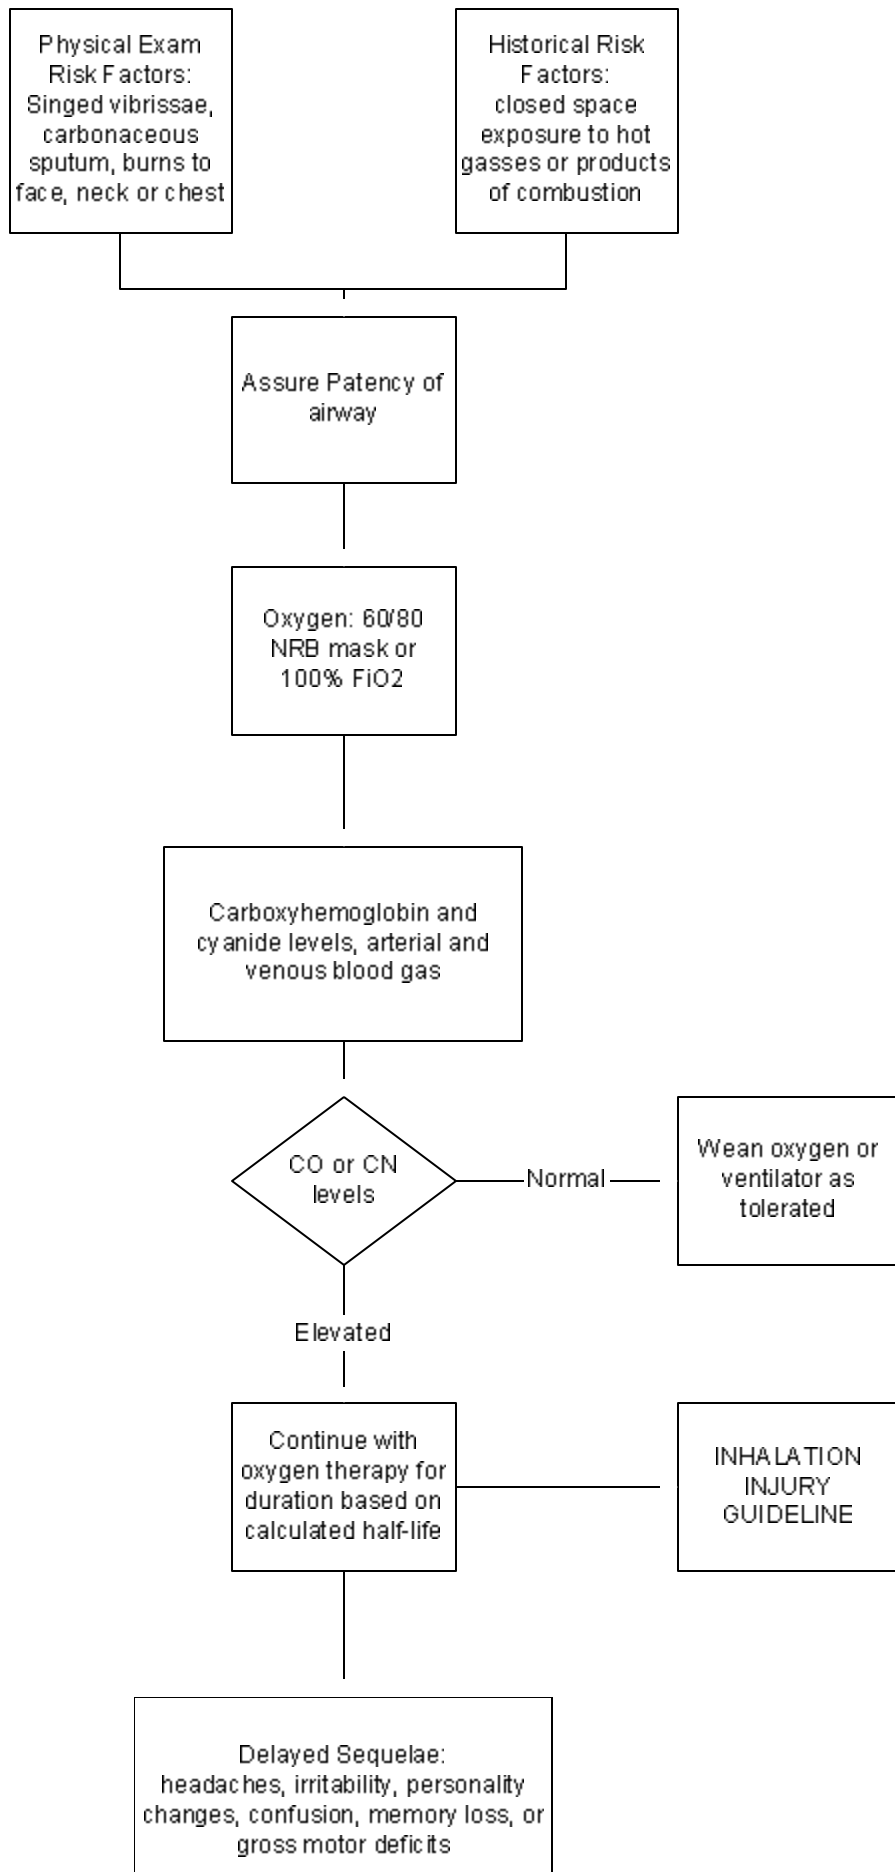 Physical Exam
Risk Factors:
Singed vibrissae,
carbonaceous
sputum, burns to
face, neck or chest
Historical Risk
Factors:
closed space
exposure to hot
gasses or products
of combustion
Assure Patency of
airway
Oxygen: 60/80
NRB mask or
100% FiO2
Carboxyhemoglobin and
cyanide levels, arterial and
venous blood gas
CO or CN
levels
Normal
Wean oxygen or
ventilator as
tolerated
Elevated
Continue with
oxygen therapy for
duration based on
calculated half-life
INHALATION
INJURY
GUIDELINE
Delayed Sequelae:
headaches, irritability, personality
changes, confusion, memory loss, or
gross motor deficits